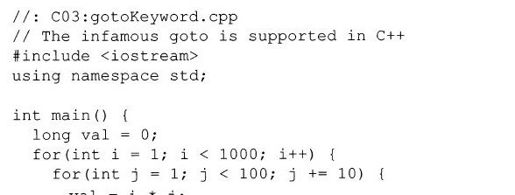 //: C03:gotoKeyword.cpp
// The infamous goto is supported in C++
#include <iostream>
using namespace std;

int main() {
  long val = 0;
  for(int i = 1; i < 1000; i++) {
    for(int j = 1; j < 100; j += 10) {
      val = i * j;